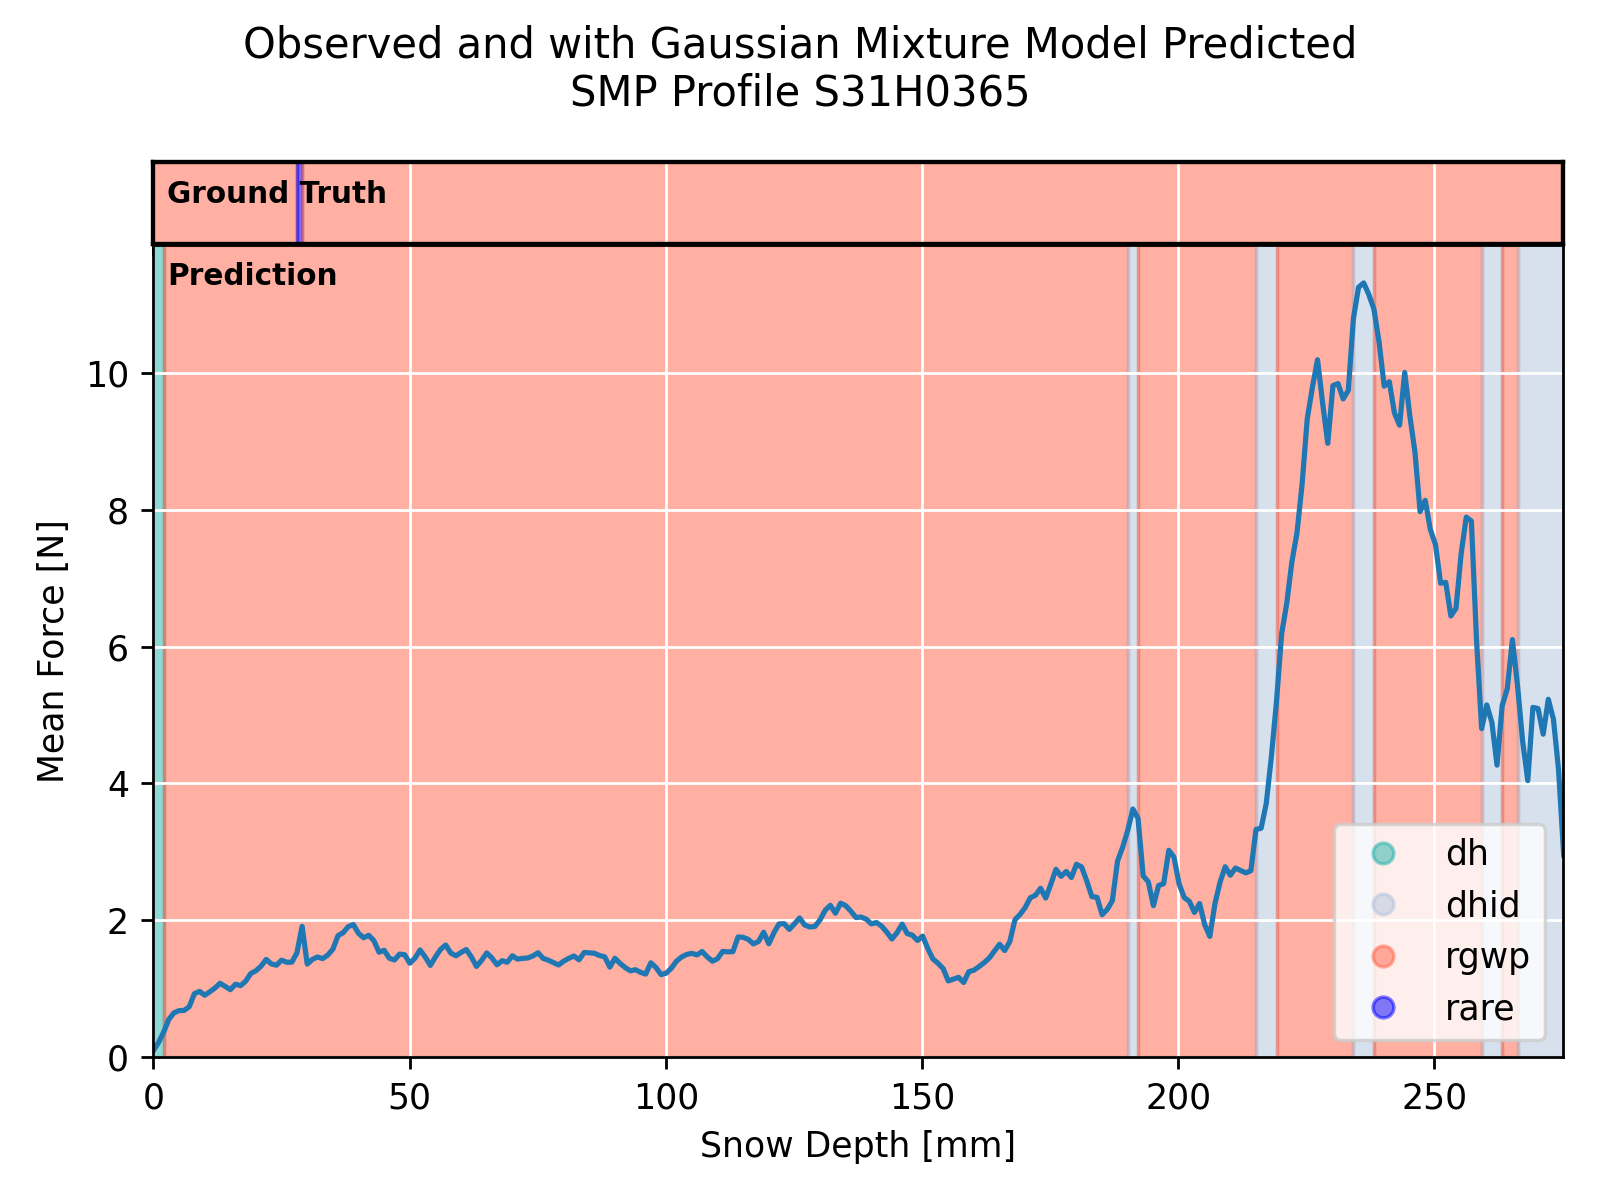 Observed and with Gaussian Mixture Model Predicted
SMP Profile S31H0365
Ground Truth
Prediction
Mean Force [N]
10
8
6
4
2
0
0 50 100 150 200 250
Snow Depth [mm]
dh
dhid
rgwp
rare